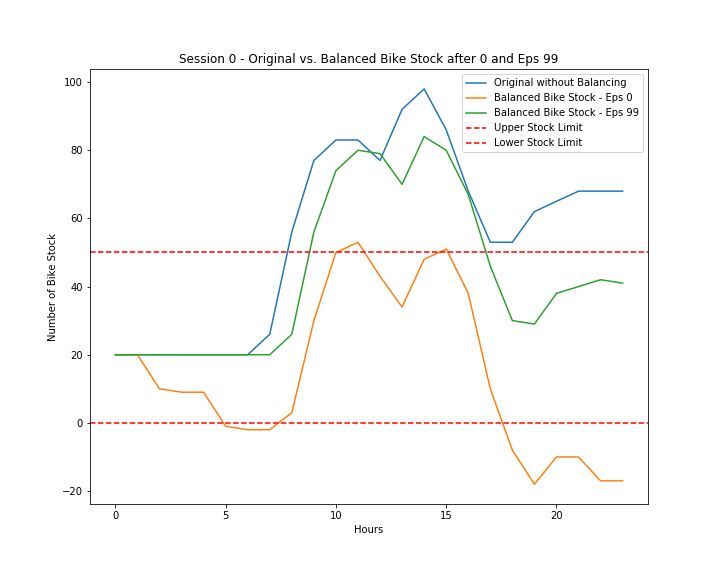 Session 0 - Original vs. Balanced Bike Stock after 0 and Eps 99
Original without Balancing
Balanced Bike Stock - Eps 0
Balanced Bike Stock - Eps 99
Upper Stock Limit
Lower Stock Limit
Number of Bike Stock
100
80
60
40
20
0
−20
0 5 10 15 20
Hours